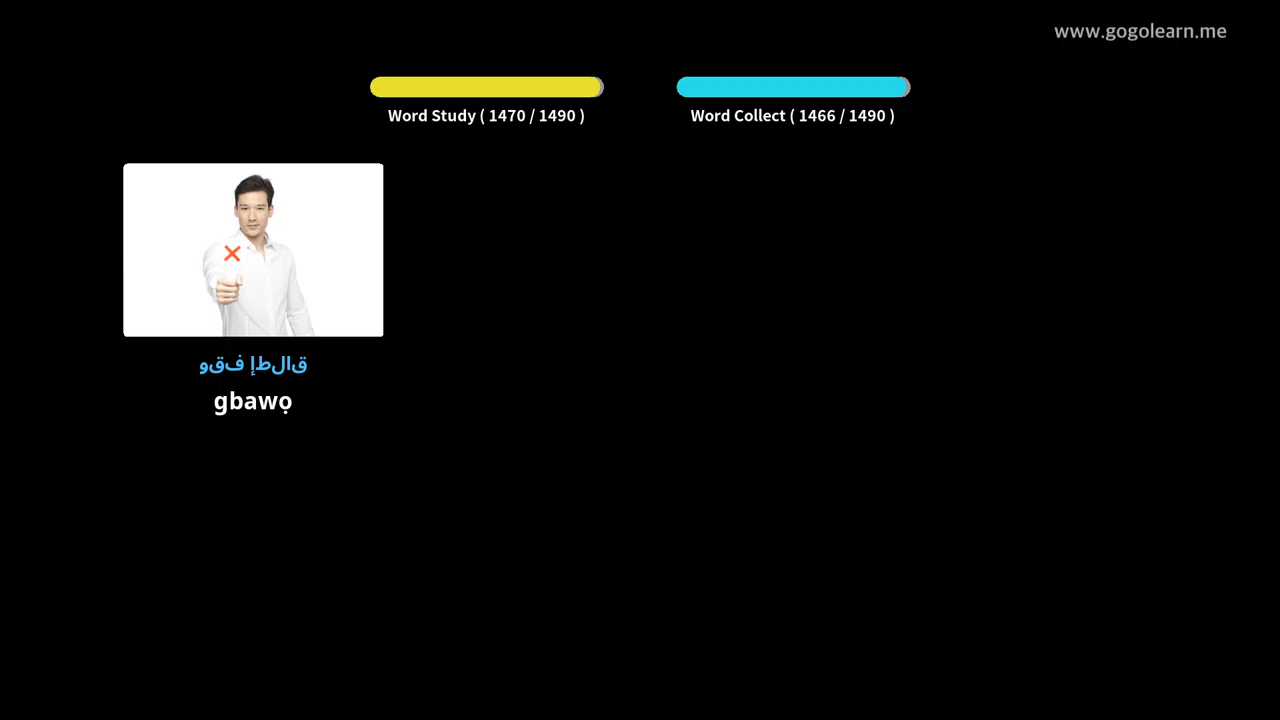 www.gogolearn.me
Word Study ( 1470 / 1490 )
Word Collect ( 1466 / 1490 )
قالطإ فقو
gbawọ